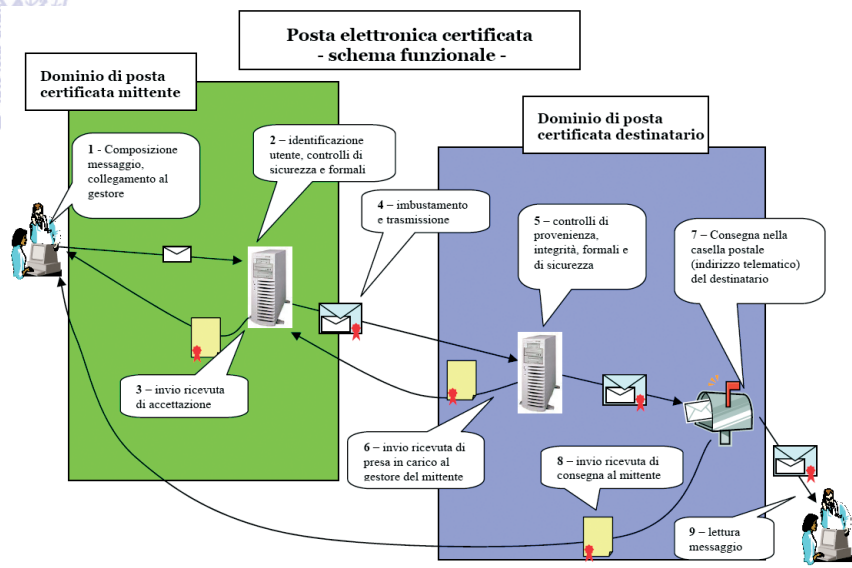 Posta elettronica certificata
- schema funzionale -
Dominio di posta
certificata mittente
Dominio di posta
certificata destinatario
1 - Composizione
messaggio,
collegamento al
gestore
2 – identificazione
utente, controlli di
sicurezza e formali
3 – invio ricevuta
di accettazione
4 – imbustamento
e trasmissione
5 – controlli di
provenienza,
integrità, formali e
di sicurezza
6 – invio ricevuta di
presa in carico al
gestore del mittente
7 – Consegna nella
casella postale
(indirizzo telematico)
del destinatario
8 – invio ricevuta di
consegna al mittente
9 – lettura
messaggio